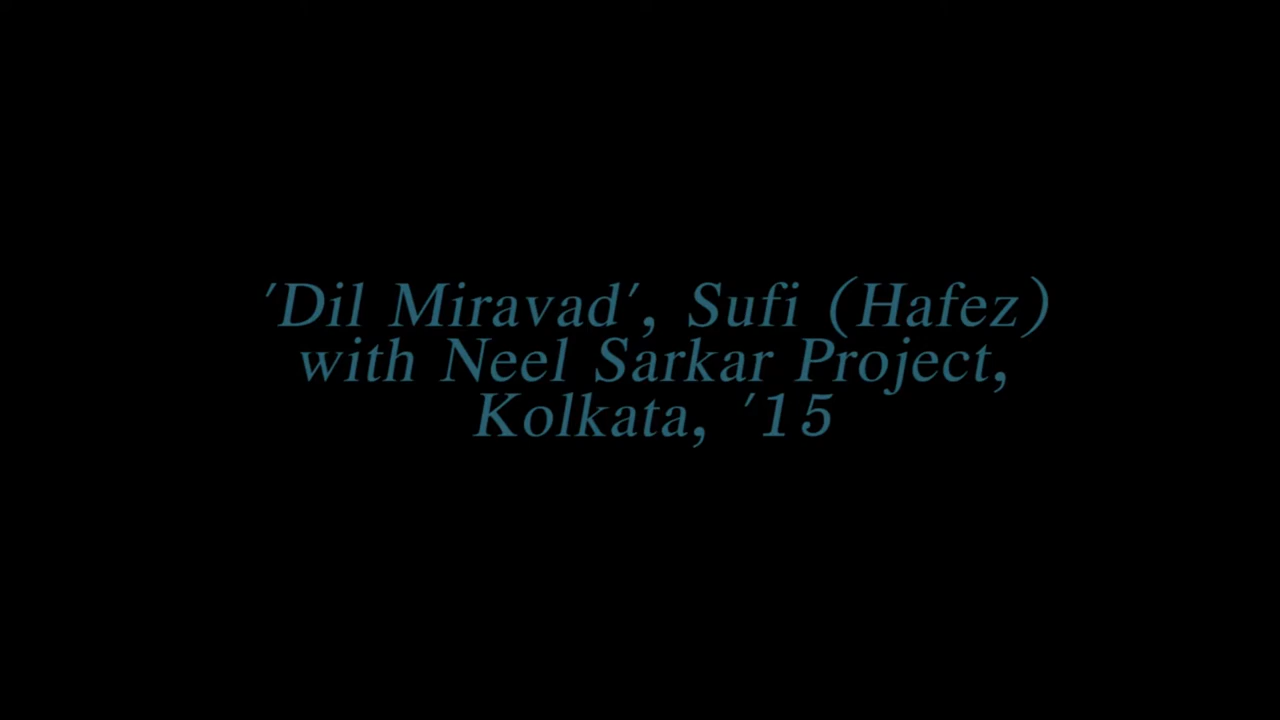 'Dil Miravad', Sufi (Hafez)
with Neel Sarkar Project,
Kolkata, '15